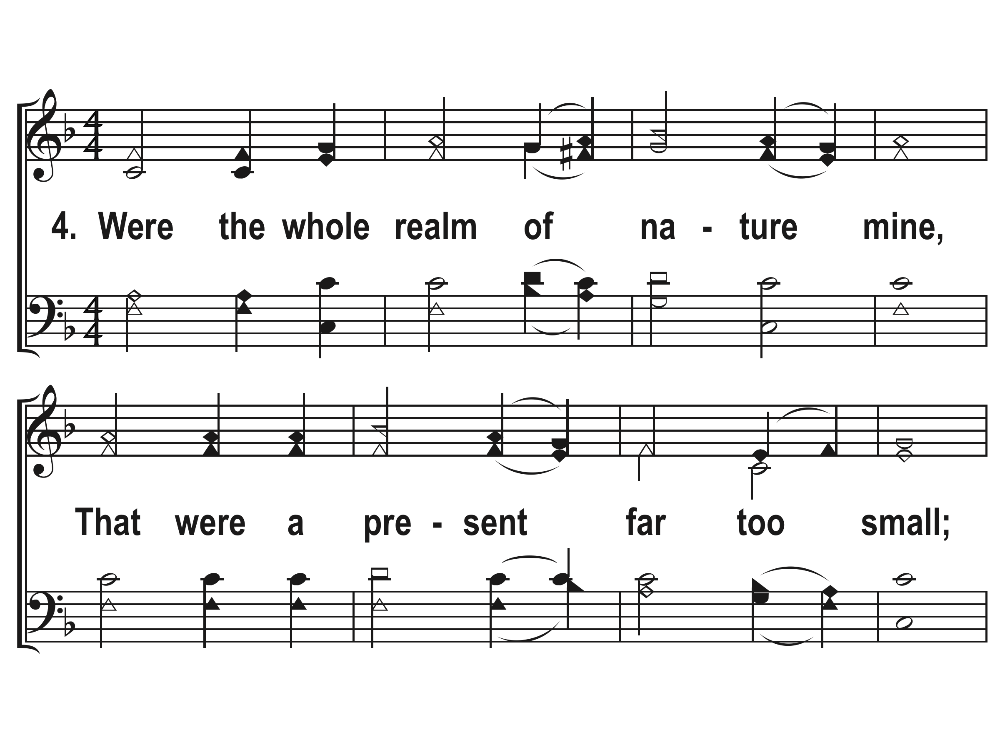 4. Were the whole realm of na - ture mine,
That were a pre - sent far too small;